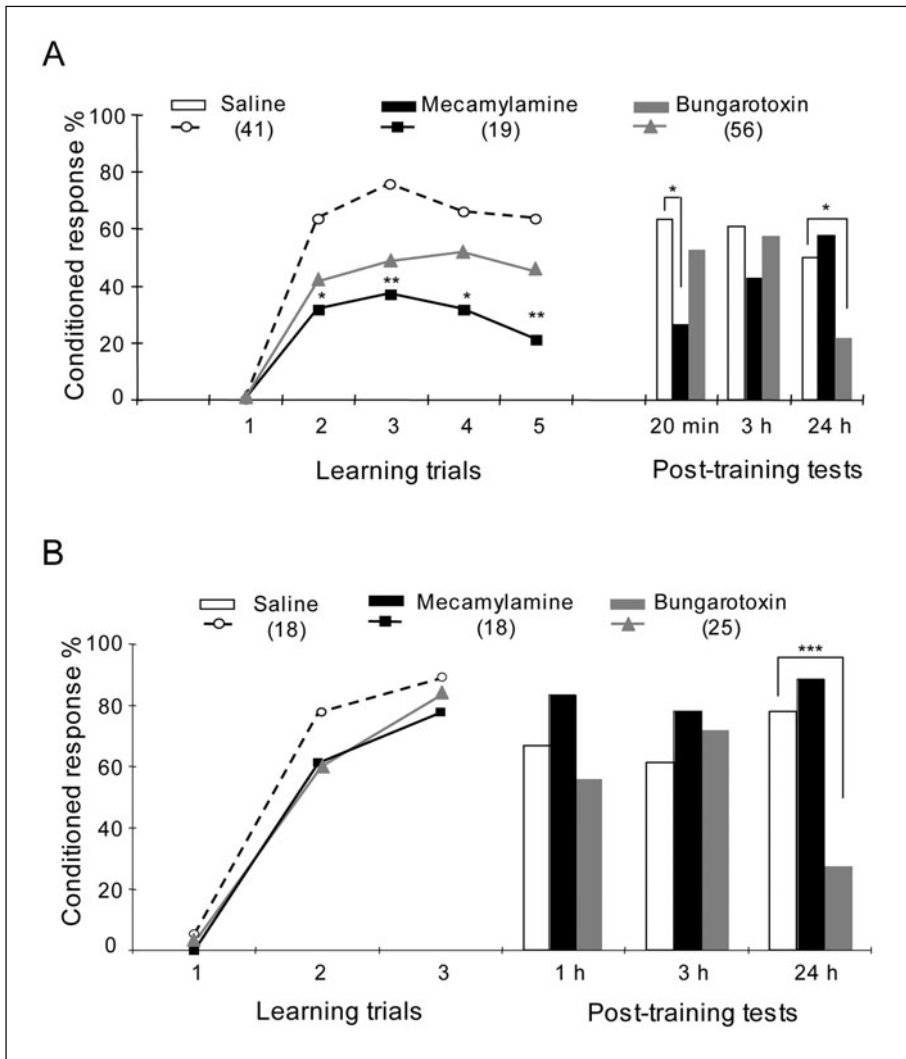 A
Saline Mecamylamine Bungarotoxin
(41) (19) (56)
100
80
60
40
20
0
Conditioned response %
* ** * **
* *
1 2 3 4 5 20 min 3 h 24 h
Learning trials Post-training tests
B
Saline Mecamylamine Bungarotoxin
(18) (18) (25)
100
80
60
40
20
0
Conditioned response %
***
1 2 3 1 h 3 h 24 h
Learning trials Post-training tests